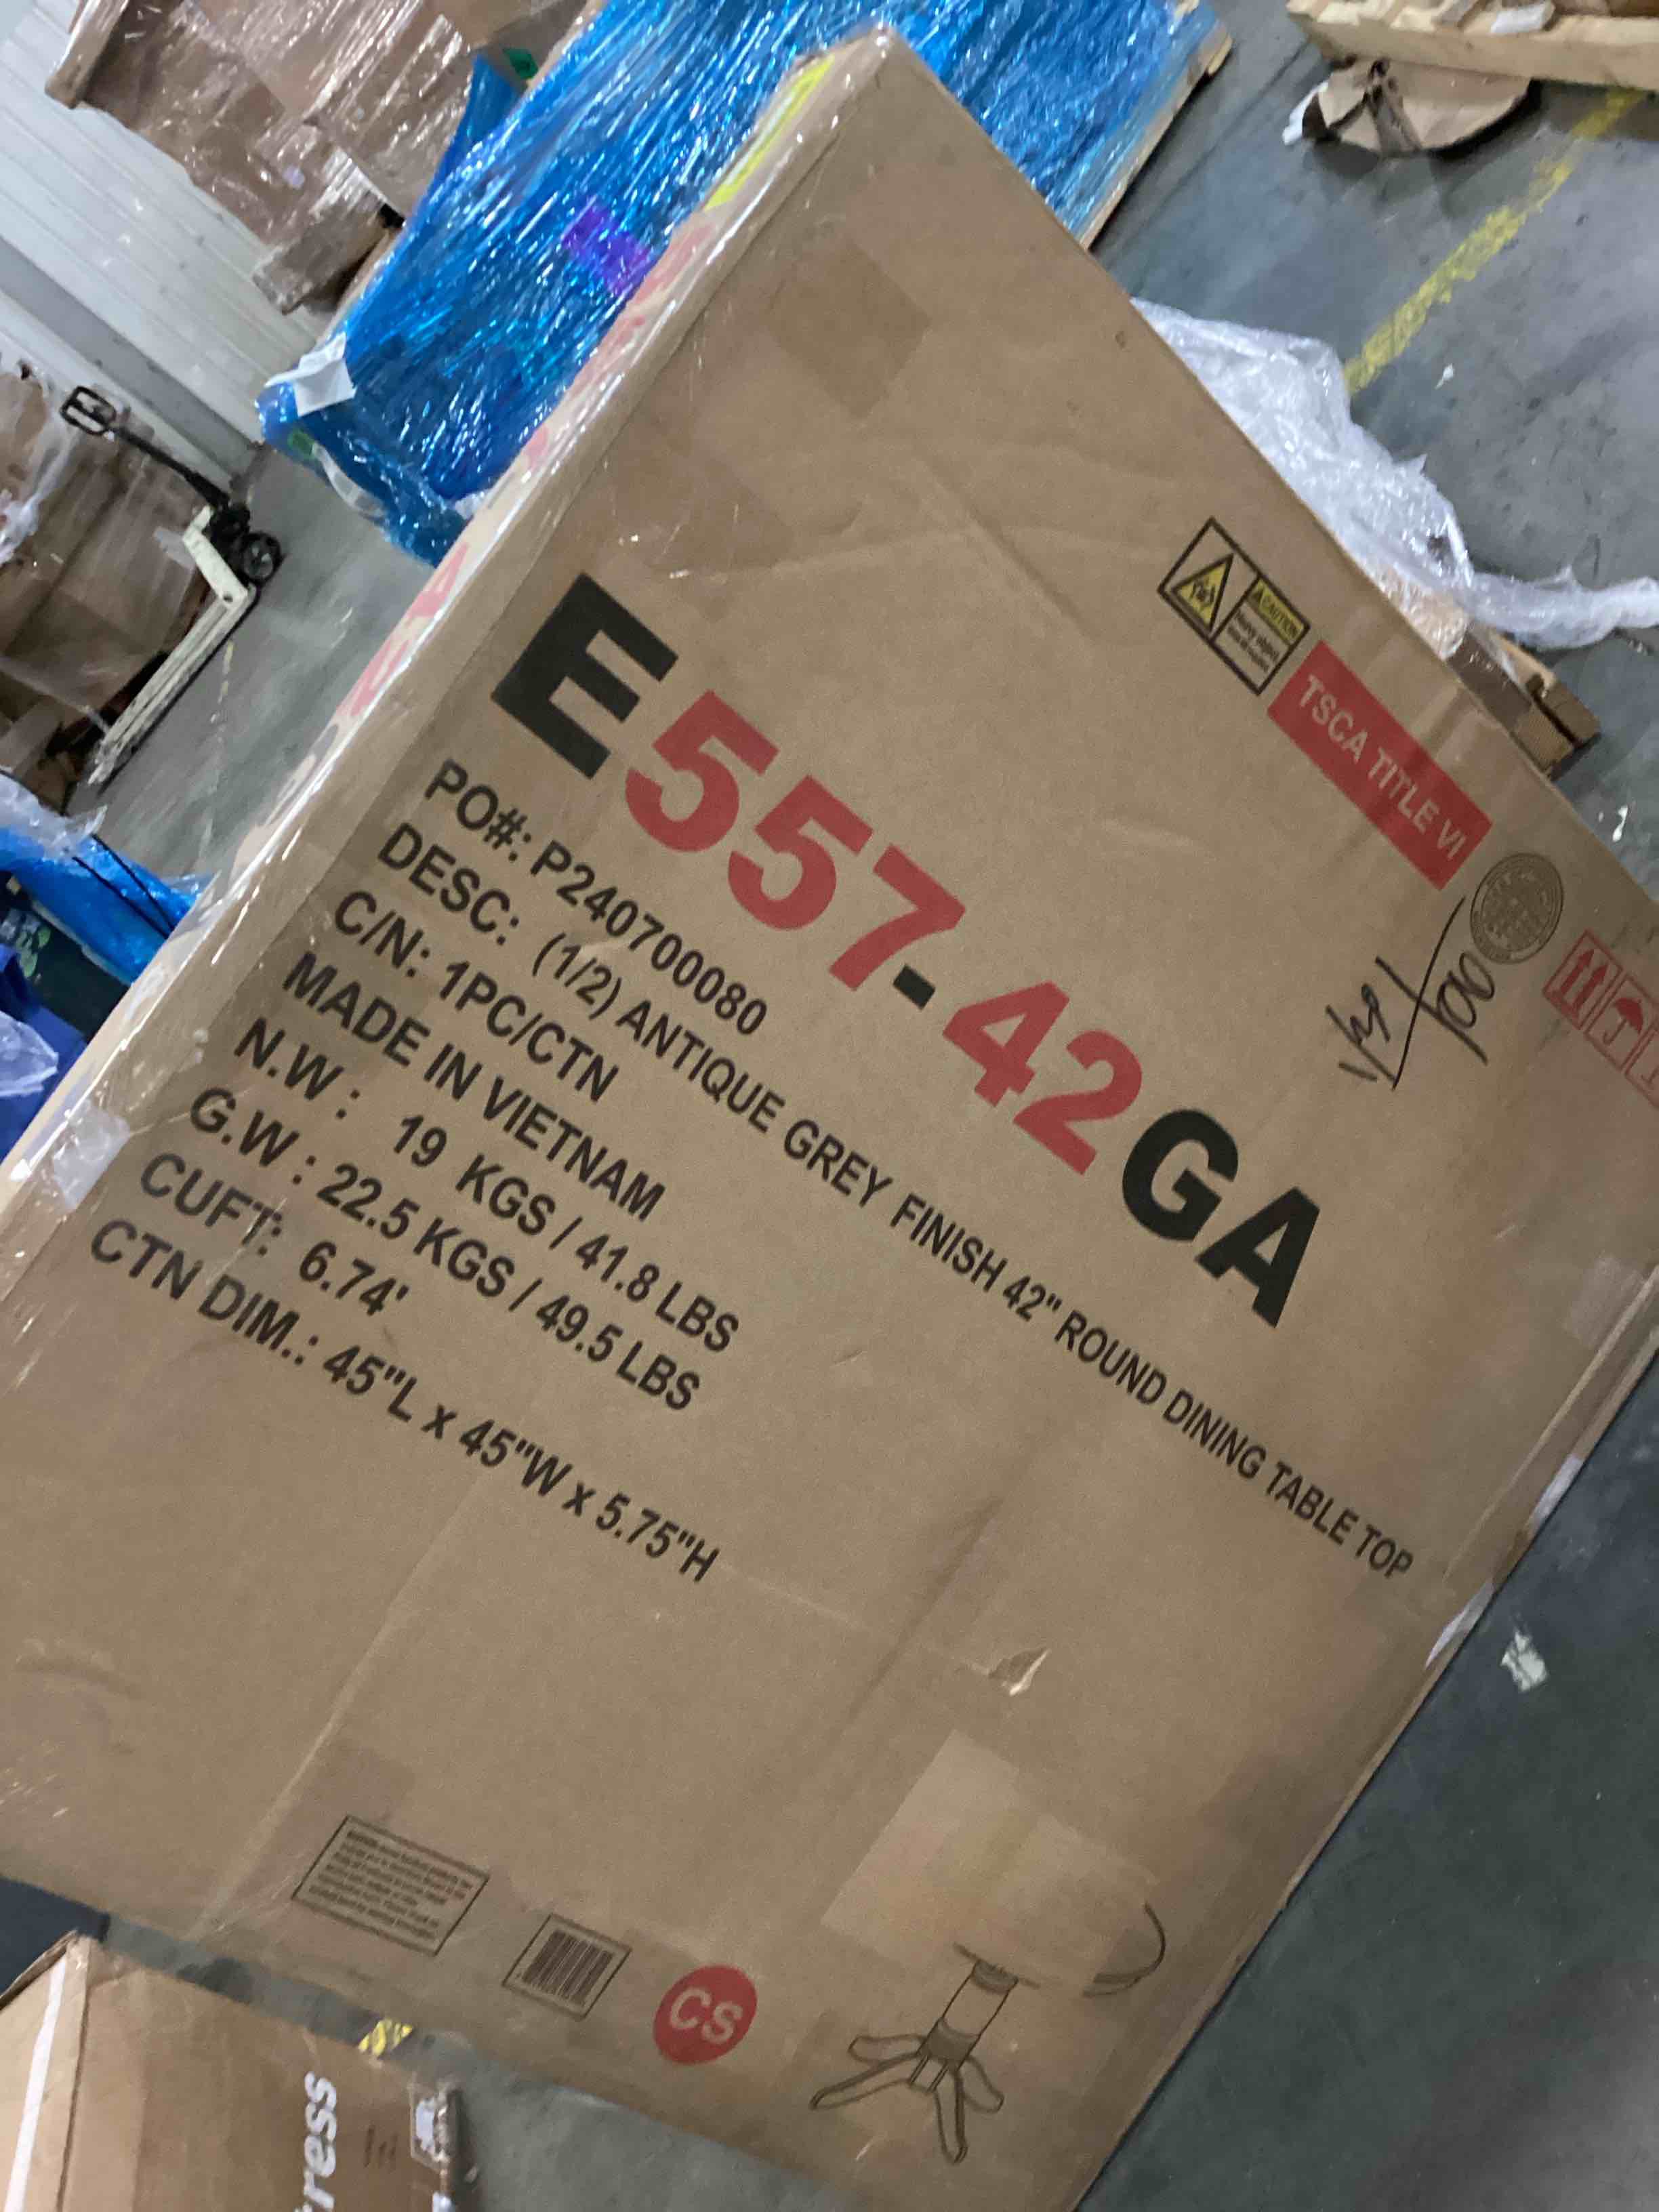 CAUTION
TSCA TITLE VI
E557-42GA
PO#: P240700080
DESC: (1/2) ANTIQUE GREY FINISH 42" ROUND DINING TABLE TOP
C/N: 1PC/CTN
MADE IN VIETNAM
N.W : 19 KGS / 41.8 LBS
G.W : 22.5 KGS / 49.5 LBS
CUFT: 6.74'
CTN DIM.: 45"L x 45"W x 5.75"H
CS
ress